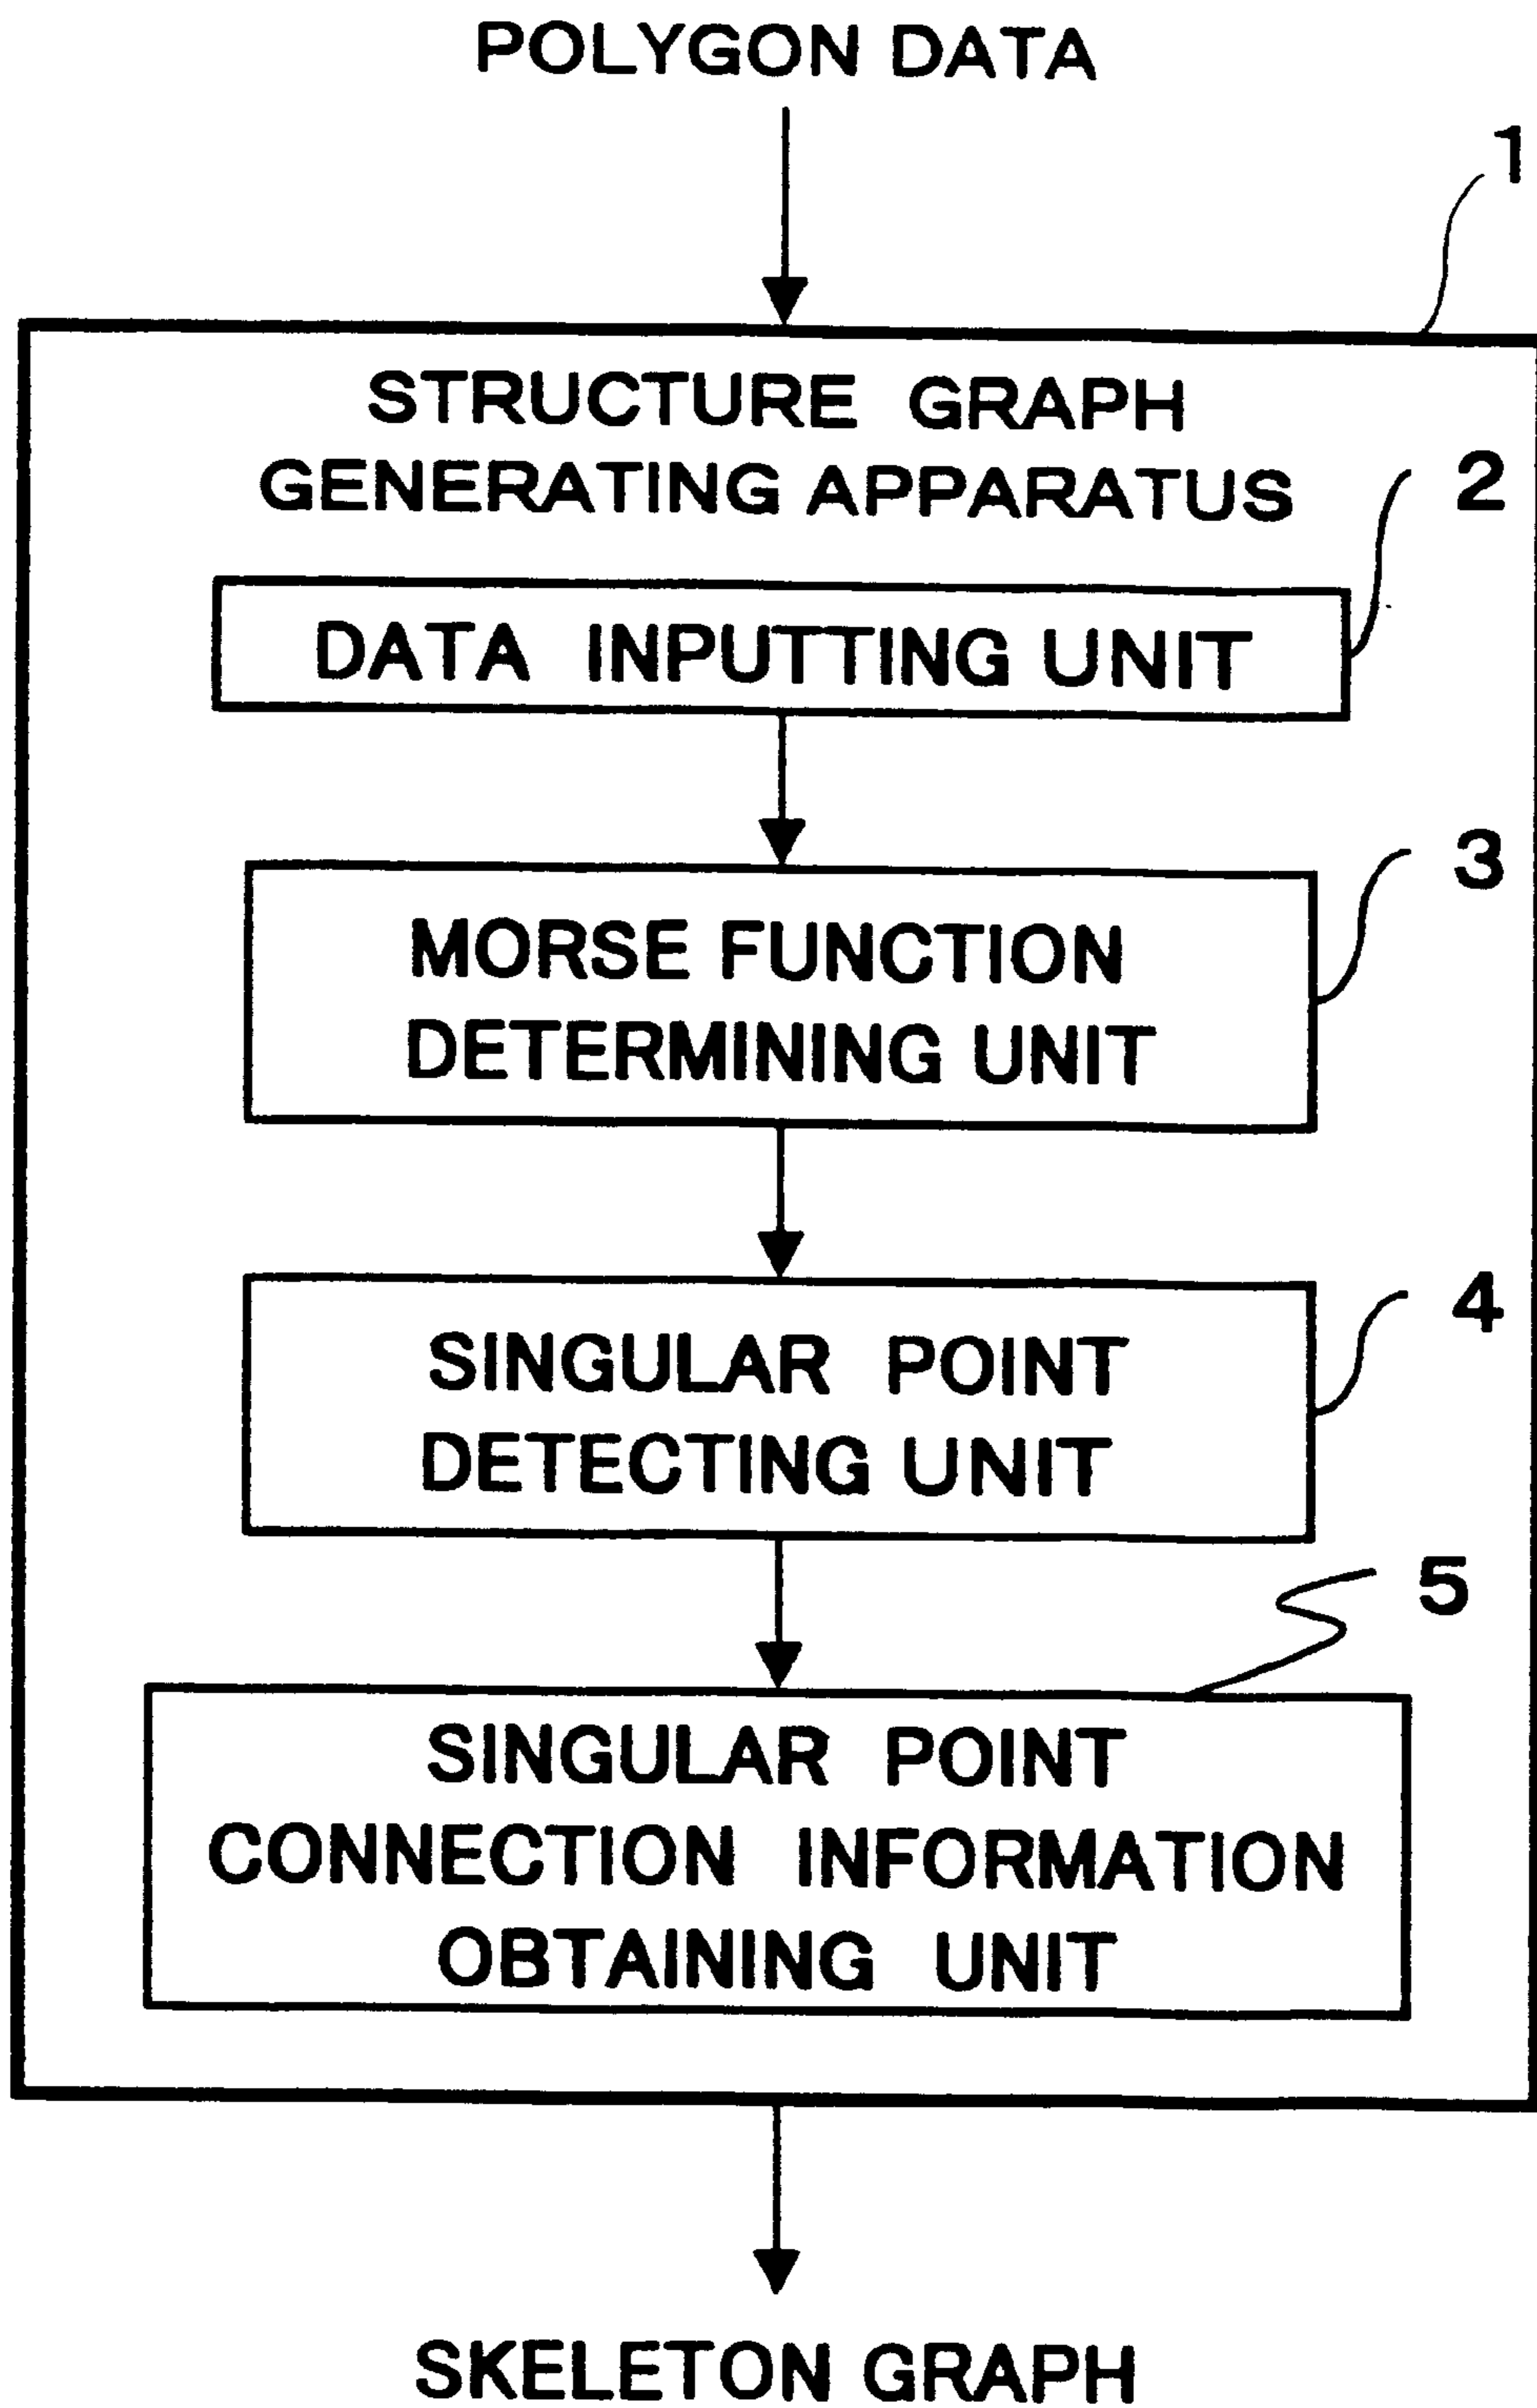 POLYGON DATA
1
STRUCTURE GRAPH
GENERATING APPARATUS
2
DATA INPUTTING UNIT
3
MORSE FUNCTION
DETERMINING UNIT
4
SINGULAR POINT
DETECTING UNIT
5
SINGULAR POINT
CONNECTION INFORMATION
OBTAINING UNIT
SKELETON GRAPH